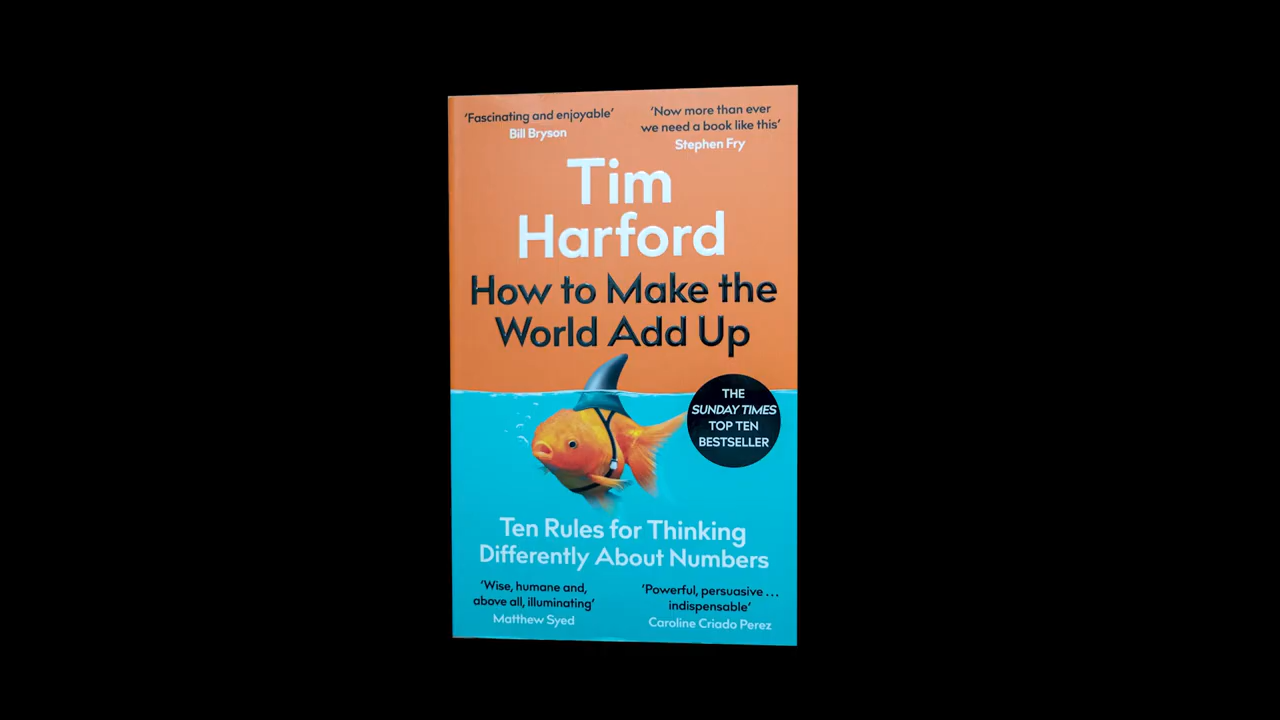 'Fascinating and enjoyable'
Bill Bryson
'Now more than ever
we need a book like this'
Stephen Fry
Tim
Harford
How to Make the
World Add Up
THE
SUNDAY TIMES
TOP TEN
BESTSELLER
Ten Rules for Thinking
Differently About Numbers
'Wise, humane and,
above all, illuminating'
Matthew Syed
'Powerful, persuasive ...
indispensable'
Caroline Criado Perez